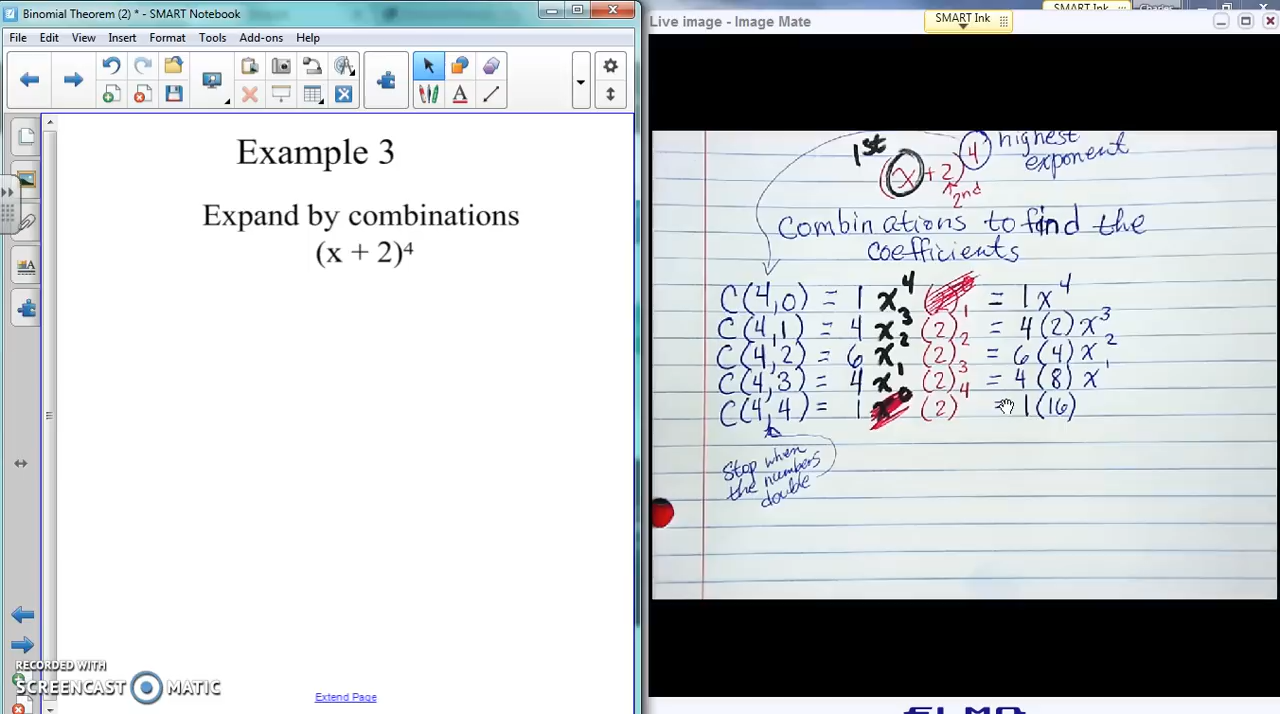 Binomial Theorem (2) * - SMART Notebook
File Edit View Insert Format Tools Add-ons Help
Example 3
Expand by combinations
(x + 2)⁴
Extend Page
RECORDED WITH
SCREENCAST MATIC
SMART Ink
Live image - Image Mate
SMART Ink
1st
(x + 2)⁴
highest
exponent
2nd
Combinations to find the
coefficients
C(4,0) = 1 x⁴ = 1x⁴
C(4,1) = 4 x³ (2)¹ = 4(2)x³
C(4,2) = 6 x² (2)² = 6(4)x²
C(4,3) = 4 x¹ (2)³ = 4(8)x¹
C(4,4) = 1 x⁰ (2)⁴ = 1(16)
Stop when
the numbers
double